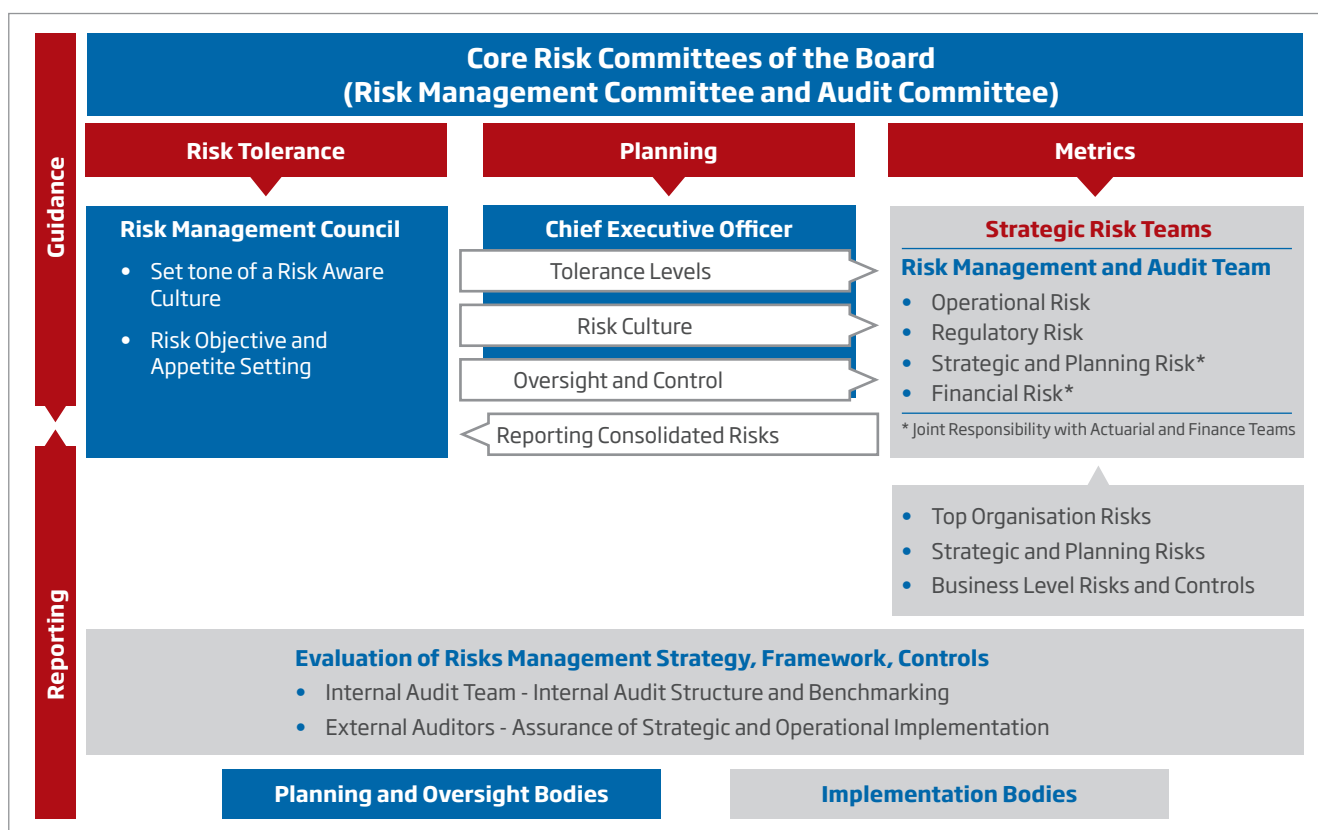 Core Risk Committees of the Board
(Risk Management Committee and Audit Committee)
Guidance
Risk Tolerance
Planning
Metrics
Risk Management Council
• Set tone of a Risk Aware
Culture
• Risk Objective and
Appetite Setting
Chief Executive Officer
Tolerance Levels
Risk Culture
Oversight and Control
Reporting Consolidated Risks
Strategic Risk Teams
Risk Management and Audit Team
• Operational Risk
• Regulatory Risk
• Strategic and Planning Risk*
• Financial Risk*
* Joint Responsibility with Actuarial and Finance Teams
Reporting
• Top Organisation Risks
• Strategic and Planning Risks
• Business Level Risks and Controls
Evaluation of Risks Management Strategy, Framework, Controls
• Internal Audit Team - Internal Audit Structure and Benchmarking
• External Auditors - Assurance of Strategic and Operational Implementation
Planning and Oversight Bodies
Implementation Bodies